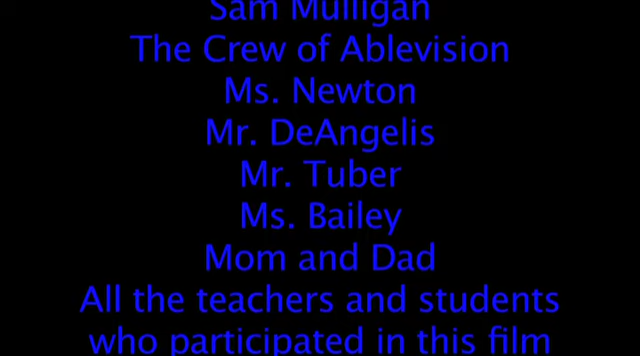 Sam Mulligan
The Crew of Ablevision
Ms. Newton
Mr. DeAngelis
Mr. Tuber
Ms. Bailey
Mom and Dad
All the teachers and students
who participated in this film